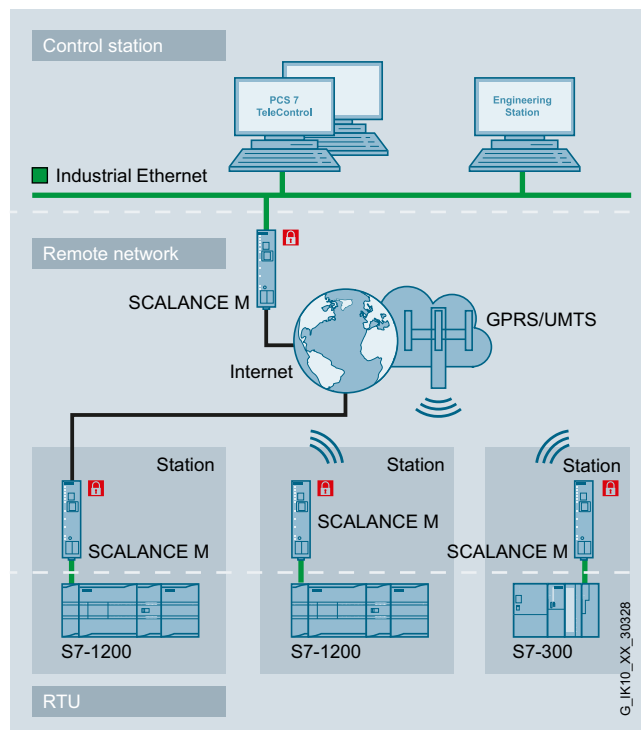 Control station
PCS 7
TeleControl
Engineering
Station
Industrial Ethernet
Remote network
SCALANCE M
GPRS/UMTS
Internet
Station
Station
Station
SCALANCE M
SCALANCE M
SCALANCE M
S7-1200
S7-1200
S7-300
RTU
G_IK10_XX_30328